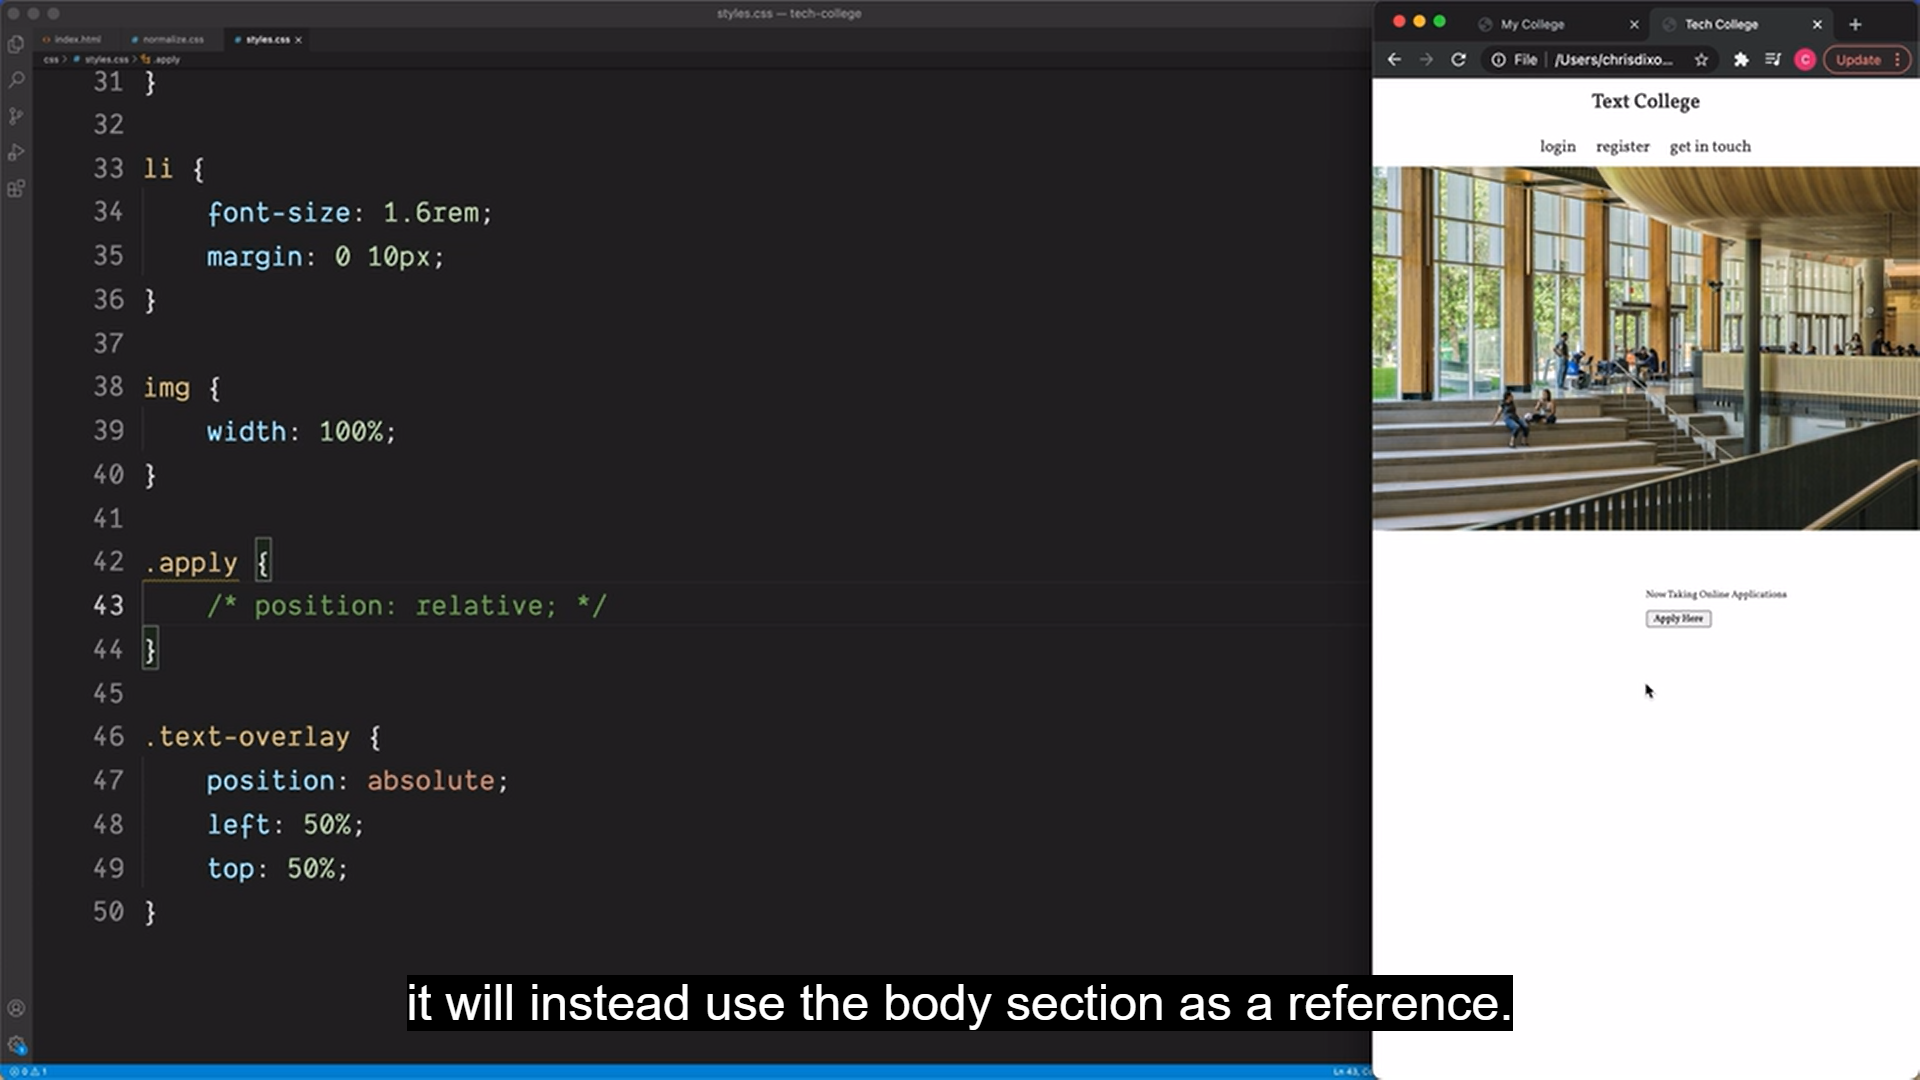 styles.css — tech-college
index.html
normalize.css
styles.css ×
css > # styles.css > .apply
31 }
32
33 li {
34 font-size: 1.6rem;
35 margin: 0 10px;
36 }
37
38 img {
39 width: 100%;
40 }
41
42 .apply {
43 /* position: relative; */
44 }
45
46 .text-overlay {
47 position: absolute;
48 left: 50%;
49 top: 50%;
50 }
0 1
My College
Tech College
File | /Users/chrisdixo...
C
Update
Text College
login register get in touch
Now Taking Online Applications
Apply Here
it will instead use the body section as a reference.